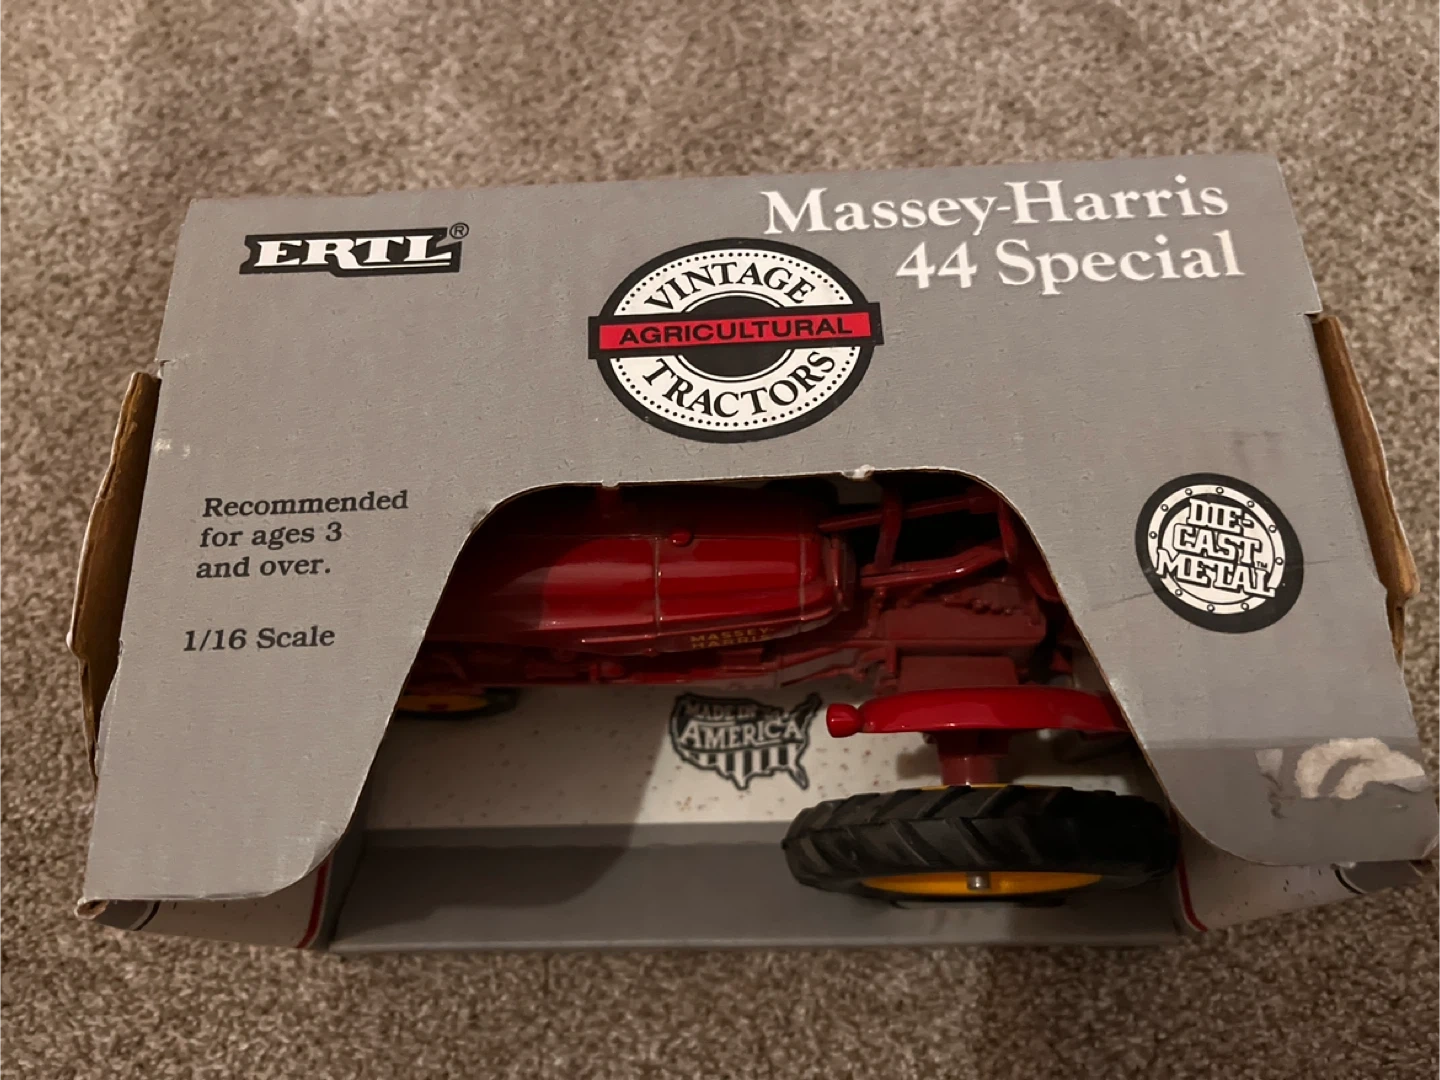 ERTL®
Massey-Harris
44 Special
VINTAGE
AGRICULTURAL
TRACTORS
Recommended
for ages 3
and over.
1/16 Scale
DIE-
CAST
METAL™
MASSEY
HARRIS
MADE IN
AMERICA